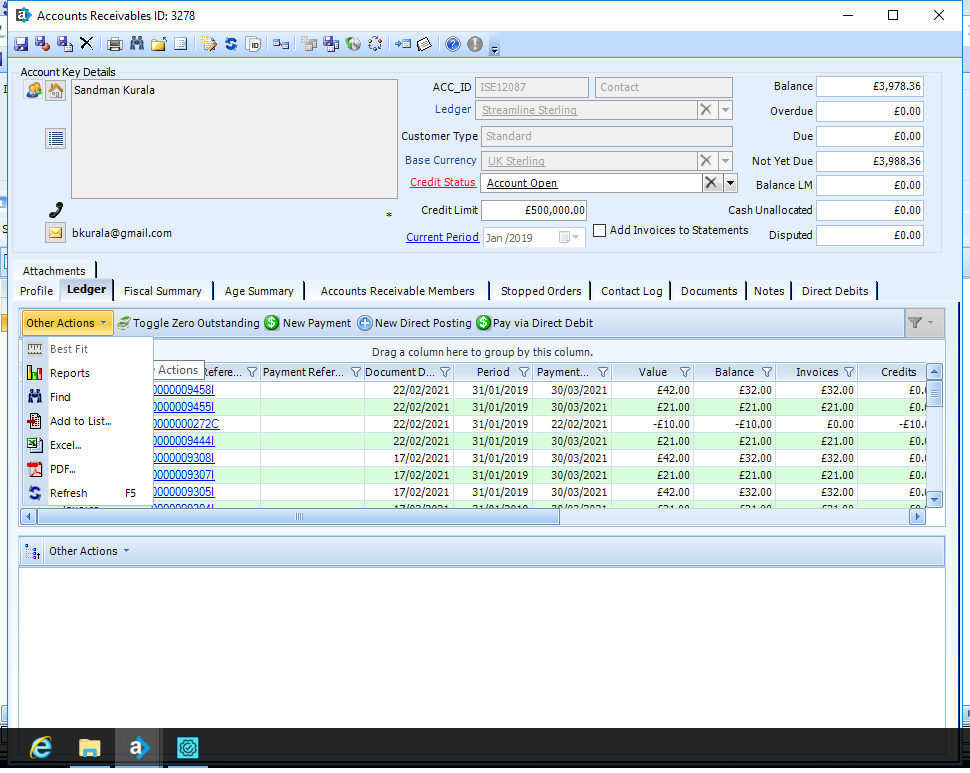 Accounts Receivables ID: 3278
Account Key Details
Sandman Kurala
ACC_ID ISE12087 Contact
Balance £3,978.36
Ledger Streamline Sterling
Overdue £0.00
Customer Type Standard
Due £0.00
Base Currency UK Sterling
Not Yet Due £3,988.36
Credit Status Account Open
Balance LM £0.00
Credit Limit £500,000.00
Cash Unallocated £0.00
*
bkurala@gmail.com
Current Period Jan /2019
Add Invoices to Statements
Disputed £0.00
Attachments
Profile Ledger Fiscal Summary Age Summary Accounts Receivable Members Stopped Orders Contact Log Documents Notes Direct Debits
Other Actions Toggle Zero Outstanding New Payment New Direct Posting Pay via Direct Debit
Best Fit
Drag a column here to group by this column.
Reports
Actions Refere... Payment Refer... Document D... Period Payment... Value Balance Invoices Credits
0000009458I 22/02/2021 31/01/2019 30/03/2021 £42.00 £32.00 £32.00 £0.
Find
0000009455I 22/02/2021 31/01/2019 30/03/2021 £21.00 £21.00 £21.00 £0.
Add to List...
0000000272C 22/02/2021 31/01/2019 22/02/2021 -£10.00 -£10.00 £0.00 -£10.
Excel...
0000009444I 22/02/2021 31/01/2019 30/03/2021 £21.00 £21.00 £21.00 £0.
0000009308I 17/02/2021 31/01/2019 30/03/2021 £42.00 £32.00 £32.00 £0.
PDF...
0000009307I 17/02/2021 31/01/2019 30/03/2021 £21.00 £21.00 £21.00 £0.
Refresh F5
0000009305I 17/02/2021 31/01/2019 30/03/2021 £42.00 £32.00 £32.00 £0.
Other Actions